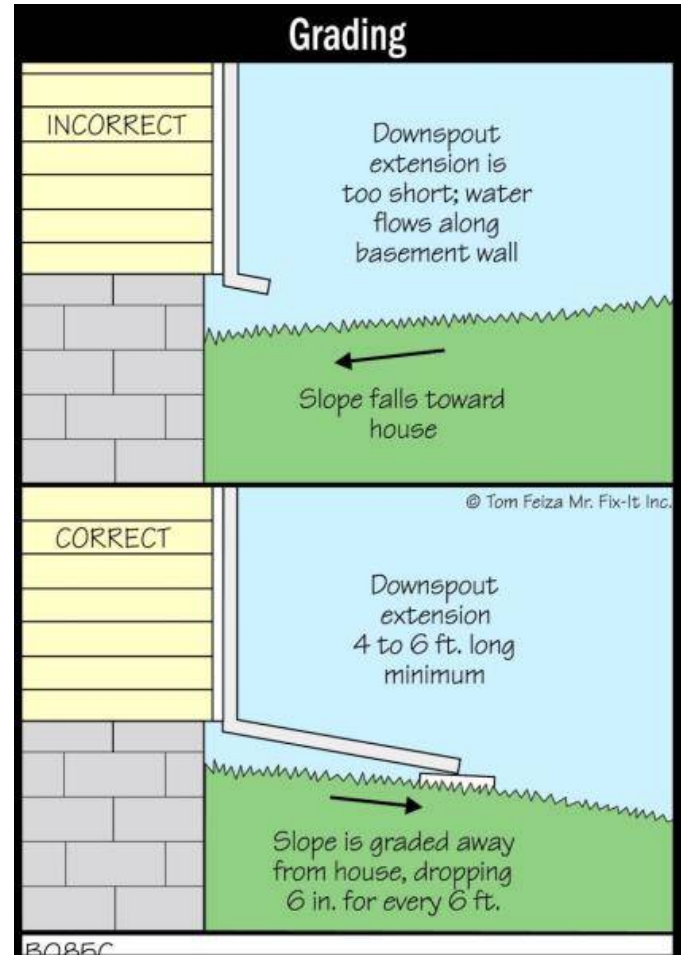 Grading
INCORRECT
Downspout
extension is
too short; water
flows along
basement wall
Slope falls toward
house
© Tom Feiza Mr. Fix-It Inc.
CORRECT
Downspout
extension
4 to 6 ft. long
minimum
Slope is graded away
from house, dropping
6 in. for every 6 ft.
B085C